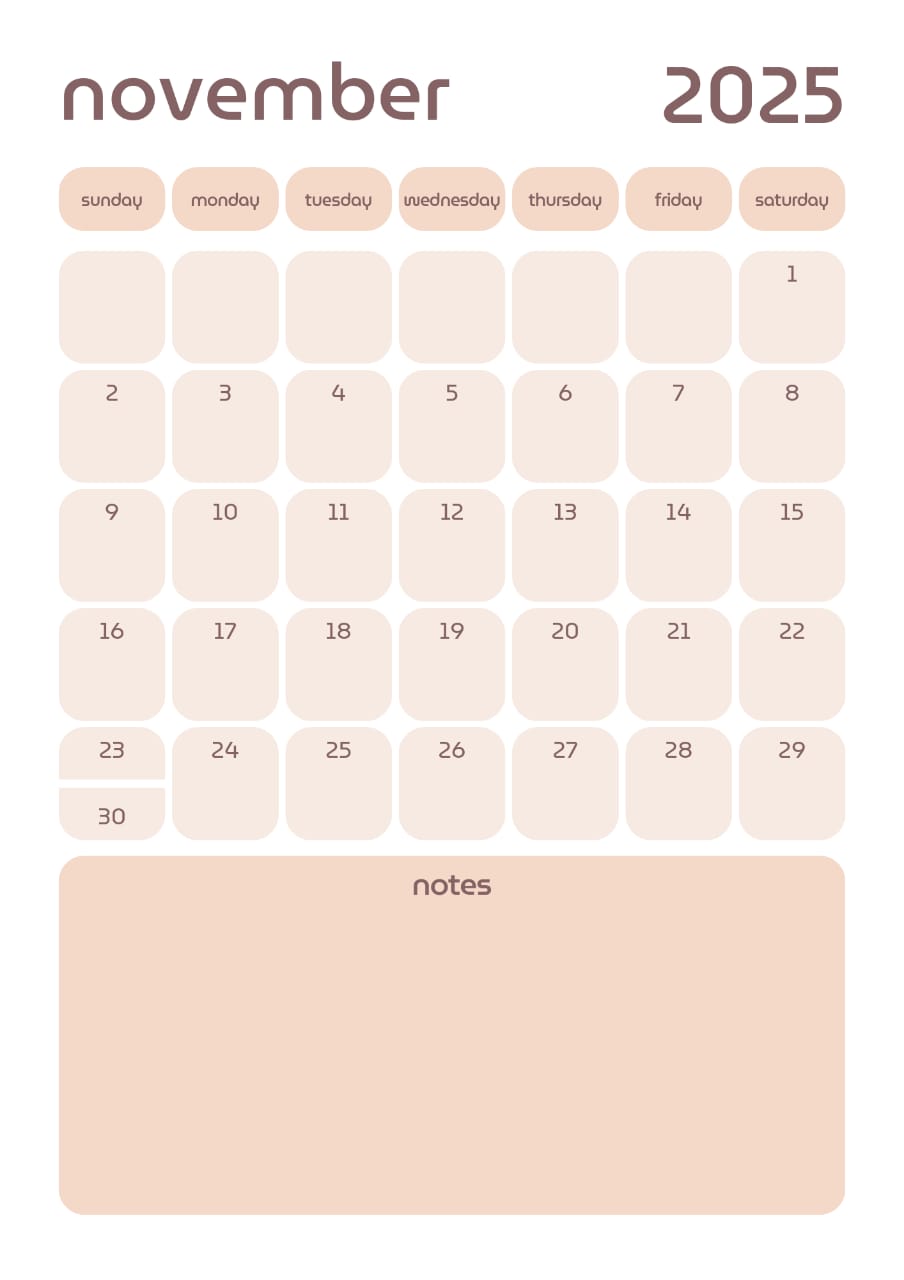 november 2025
sunday monday tuesday wednesday thursday friday saturday
1
2 3 4 5 6 7 8
9 10 11 12 13 14 15
16 17 18 19 20 21 22
23 24 25 26 27 28 29
30
notes